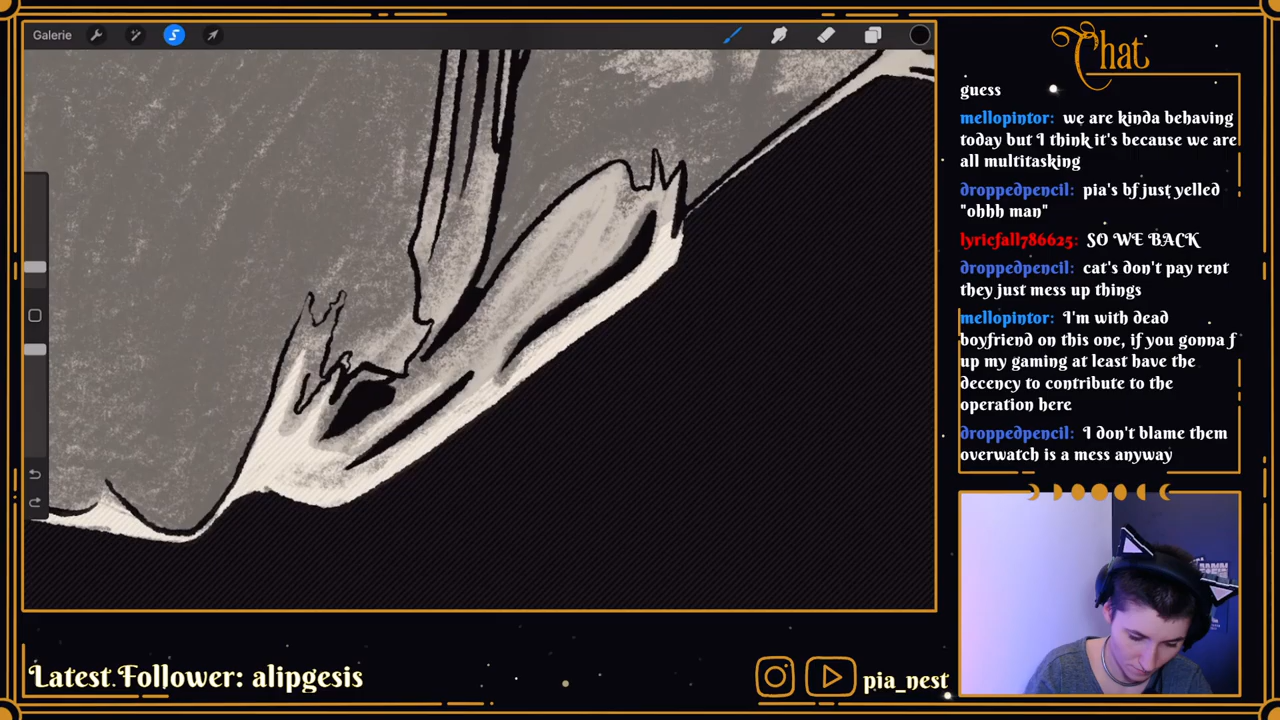 Galerie
Chat
guess
mellopintor: we are kinda behaving
today but I think it's because we are
all multitasking
droppedpencil: pia's bf just yelled
"ohhh man"
lyricfall786625: SO WE BACK
droppedpencil: cat's don't pay rent
they just mess up things
mellopintor: I'm with dead
boyfriend on this one, if you gonna f
up my gaming at least have the
decency to contribute to the
operation here
droppedpencil: I don't blame them
overwatch is a mess anyway
Latest Follower: alipgesis
pia_nest